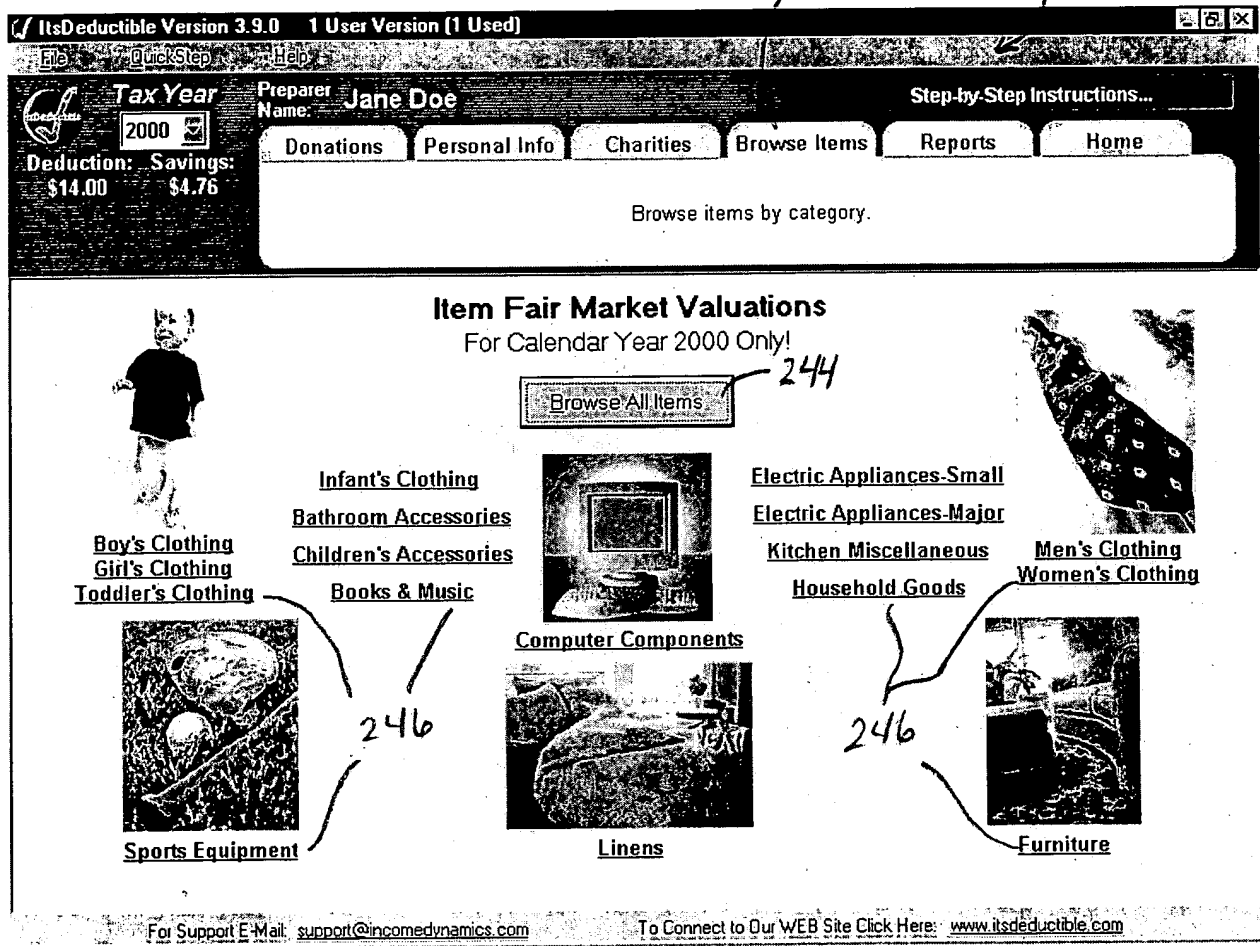 ItsDeductible Version 3.9.0 1 User Version (1 Used)
File QuickStep Help
Tax Year
2000
Deduction: Savings:
$14.00 $4.76
Preparer Name: Jane Doe
Step-by-Step Instructions...
Donations Personal Info Charities Browse Items Reports Home
Browse items by category.
Item Fair Market Valuations
For Calendar Year 2000 Only!
Browse All Items
244
Infant's Clothing
Bathroom Accessories
Children's Accessories
Books & Music
Electric Appliances-Small
Electric Appliances-Major
Kitchen Miscellaneous
Household Goods
Boy's Clothing
Girl's Clothing
Toddler's Clothing
Men's Clothing
Women's Clothing
Computer Components
246
246
Sports Equipment
Linens
Furniture
For Support E-Mail: support@incomedynamics.com
To Connect to Our WEB Site Click Here: www.itsdeductible.com